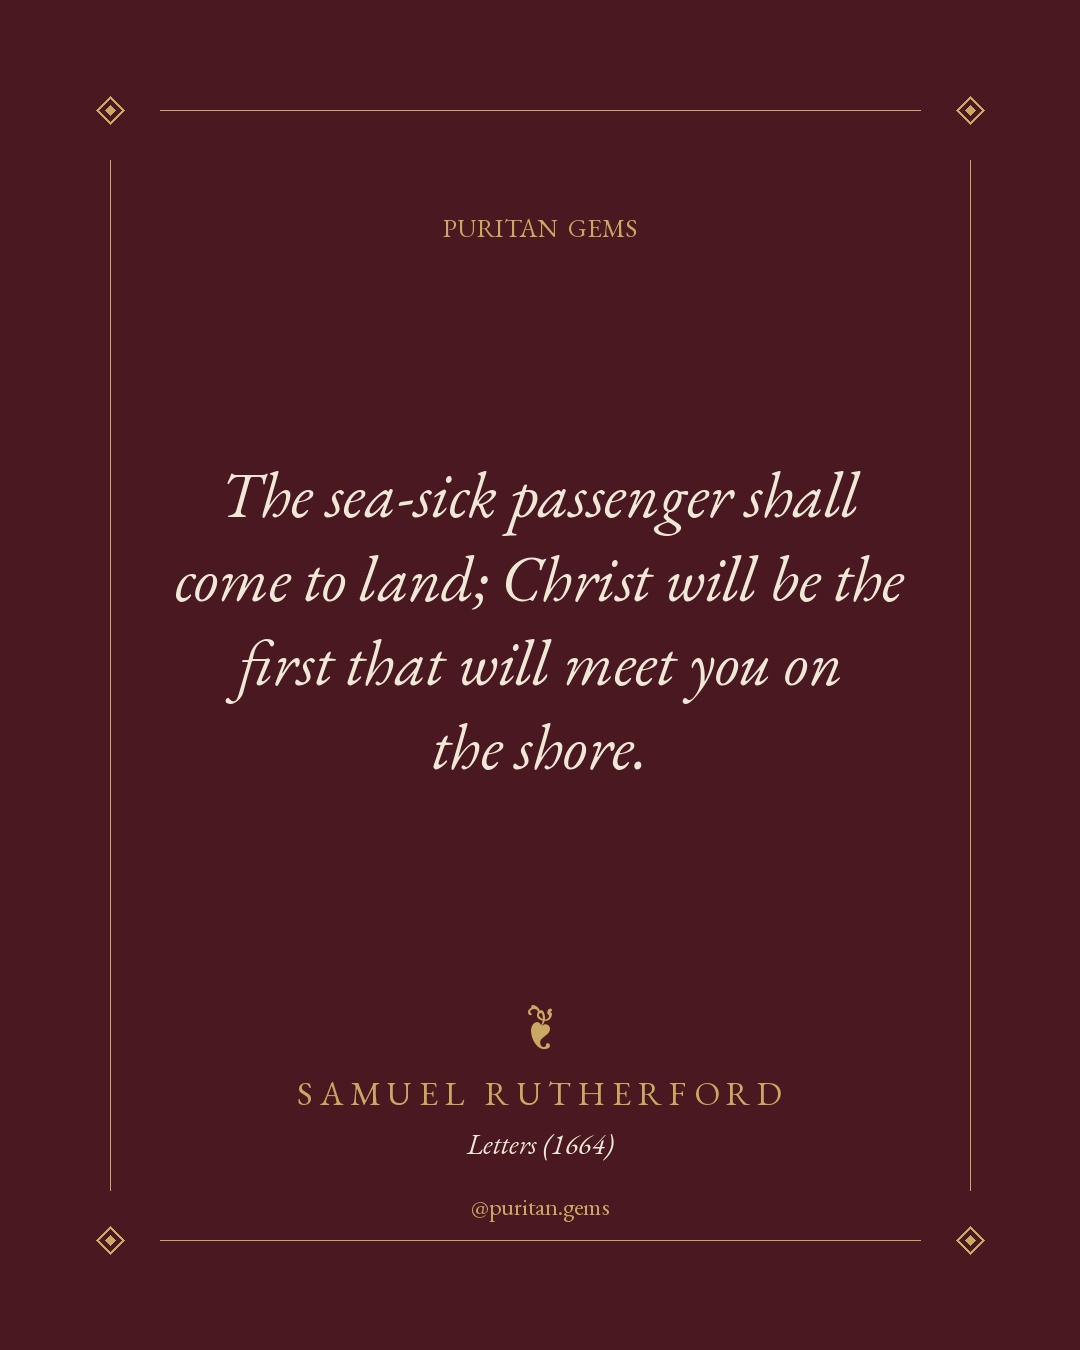 PURITAN GEMS
The sea-sick passenger shall
come to land; Christ will be the
first that will meet you on
the shore.
SAMUEL RUTHERFORD
Letters (1664)
@puritan.gems